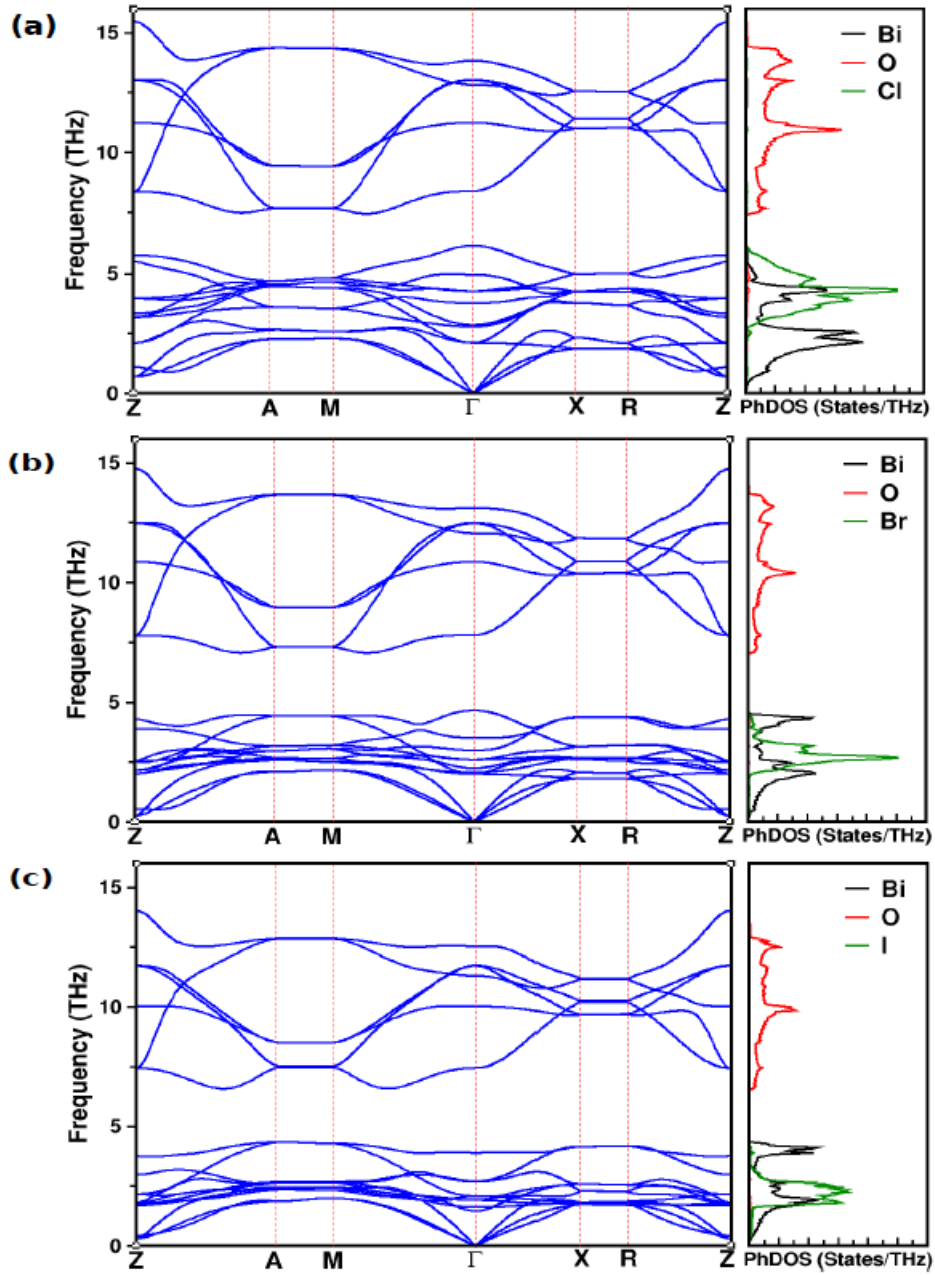 (a)
Frequency (THz)
15
10
5
0
Z A M Γ X R Z
Bi
O
Cl
PhDOS (States/THz)
(b)
Frequency (THz)
15
10
5
0
Z A M Γ X R Z
Bi
O
Br
PhDOS (States/THz)
(c)
Frequency (THz)
15
10
5
0
Z A M Γ X R Z
Bi
O
I
PhDOS (States/THz)